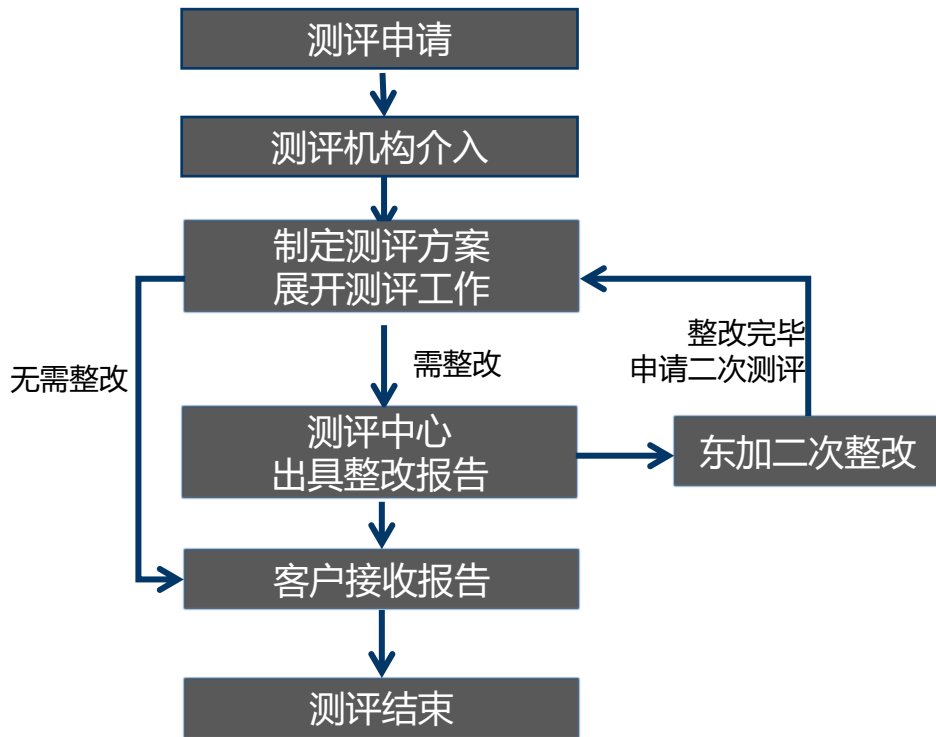 测评申请
测评机构介入
制定测评方案
展开测评工作
无需整改
需整改
整改完毕
申请二次测评
测评中心
出具整改报告
东加二次整改
客户接收报告
测评结束